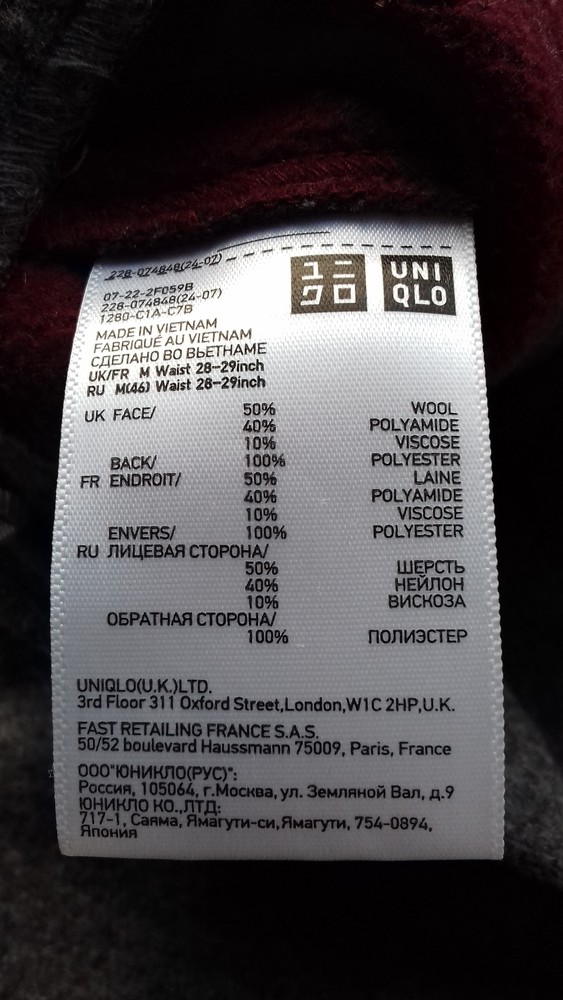 228-074848(24-07)
ユニ
クロ
UNI
QLO
07-22-2F059B
228-074848(24-07)
1280-C1A-C7B
MADE IN VIETNAM
FABRIQUÉ AU VIETNAM
СДЕЛАНО ВО ВЬЕТНАМЕ
UK/FR M Waist 28-29inch
RU M(46) Waist 28-29inch
UK FACE/ 50% WOOL
40% POLYAMIDE
10% VISCOSE
BACK/ 100% POLYESTER
FR ENDROIT/ 50% LAINE
40% POLYAMIDE
10% VISCOSE
ENVERS/ 100% POLYESTER
RU ЛИЦЕВАЯ СТОРОНА/
50% ШЕРСТЬ
40% НЕЙЛОН
10% ВИСКОЗА
ОБРАТНАЯ СТОРОНА/
100% ПОЛИЭСТЕР
UNIQLO(U.K.)LTD.
3rd Floor 311 Oxford Street,London,W1C 2HP,U.K.
FAST RETAILING FRANCE S.A.S.
50/52 boulevard Haussmann 75009, Paris, France
ООО"ЮНИКЛО(РУС)":
Россия, 105064, г.Москва, ул. Земляной Вал, д.9
ЮНИКЛО КО.,ЛТД:
717-1, Саяма, Ямагути-си,Ямагути, 754-0894,
Япония